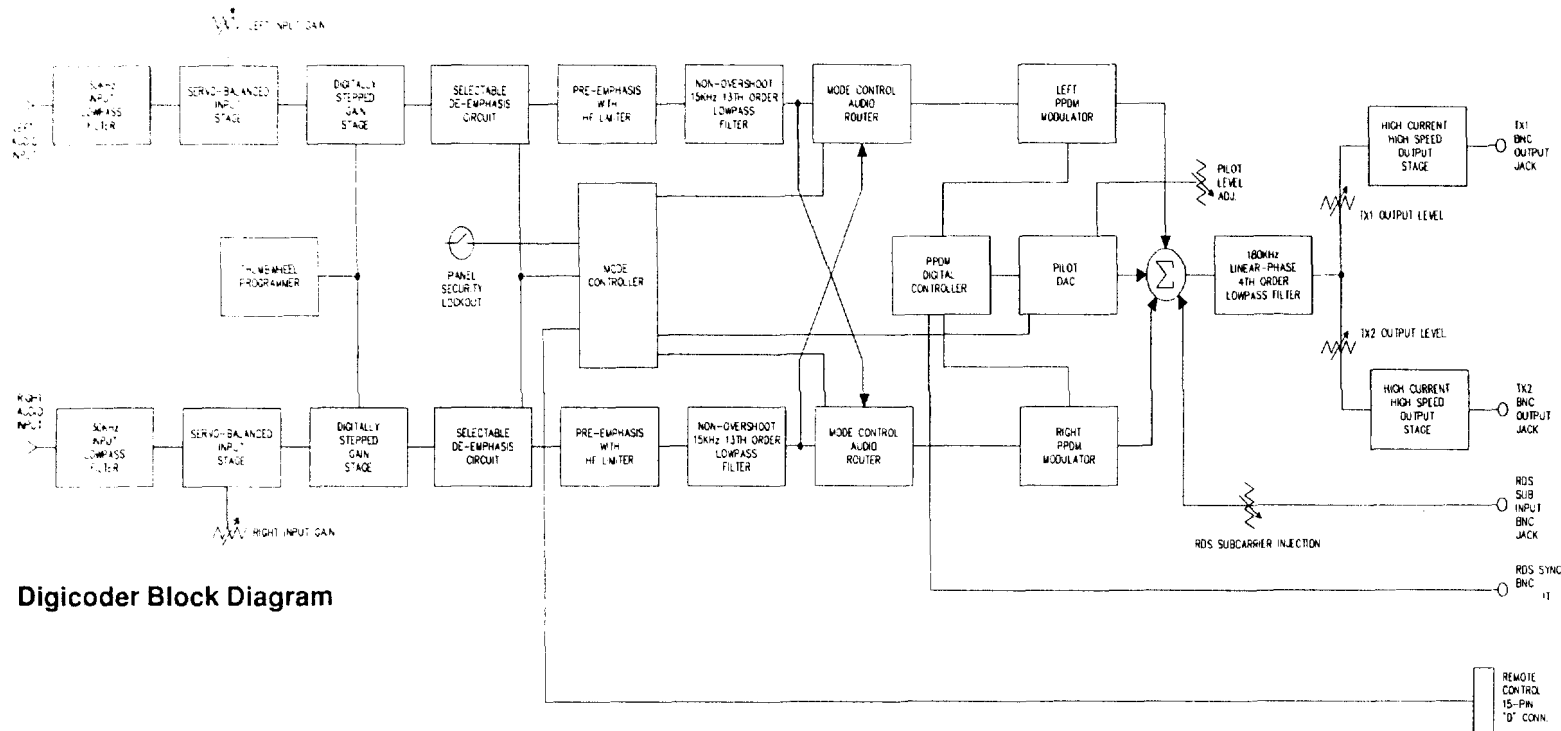 LEFT INPUT GAIN
INPUT
LOWPASS
FILTER
SERVO-BALANCED
INPUT
STAGE
DIGITALLY
STEPPED
GAIN
STAGE
SELECTABLE
DE-EMPHASIS
CIRCUIT
PRE-EMPHASIS
WITH
HF LIMITER
NON-OVERSHOOT
15KHz 13TH ORDER
LOWPASS
FILTER
MODE CONTROL
AUDIO
ROUTER
LEFT
PPDM
MODULATOR
HIGH CURRENT
HIGH SPEED
OUTPUT
STAGE
TX1
BNC
OUTPUT
JACK
PILOT
LEVEL
ADJ.
TX1 OUTPUT LEVEL
THUMBWHEEL
PROGRAMMER
PANEL
SECURITY
LOCKOUT
MODE
CONTROLLER
PPDM
DIGITAL
CONTROLLER
PILOT
DAC
Σ
180KHz
LINEAR-PHASE
4TH ORDER
LOWPASS FILTER
TX2 OUTPUT LEVEL
RIGHT
AUDIO
INPUT
INPUT
LOWPASS
FILTER
SERVO-BALANCED
INPUT
STAGE
DIGITALLY
STEPPED
GAIN
STAGE
SELECTABLE
DE-EMPHASIS
CIRCUIT
PRE-EMPHASIS
WITH
HF LIMITER
NON-OVERSHOOT
15KHz 13TH ORDER
LOWPASS
FILTER
MODE CONTROL
AUDIO
ROUTER
RIGHT
PPDM
MODULATOR
HIGH CURRENT
HIGH SPEED
OUTPUT
STAGE
TX2
BNC
OUTPUT
JACK
RIGHT INPUT GAIN
RDS SUBCARRIER INJECTION
RDS
SUB
INPUT
BNC
JACK
RDS SYNC
BNC
Digicoder Block Diagram
REMOTE
CONTROL
15-PIN
"D" CONN.